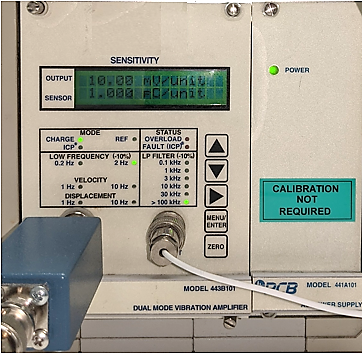 SENSITIVITY
OUTPUT
10.00 mV/unit
SENSOR
1.000 pC/unit
POWER
MODE
CHARGE
REF
ICP
STATUS
OVERLOAD
FAULT (ICP)
LOW FREQUENCY (-10%)
0.2 Hz 2 Hz
VELOCITY
1 Hz 10 Hz
DISPLACEMENT
1 Hz 10 Hz
LP FILTER (-10%)
0.1 kHz
1 kHz
3 kHz
10 kHz
30 kHz
> 100 kHz
MENU/
ENTER
ZERO
CALIBRATION
NOT
REQUIRED
MODEL 443B101
DUAL MODE VIBRATION AMPLIFIER
PCB MODEL 441A101
POWER SUPPLY